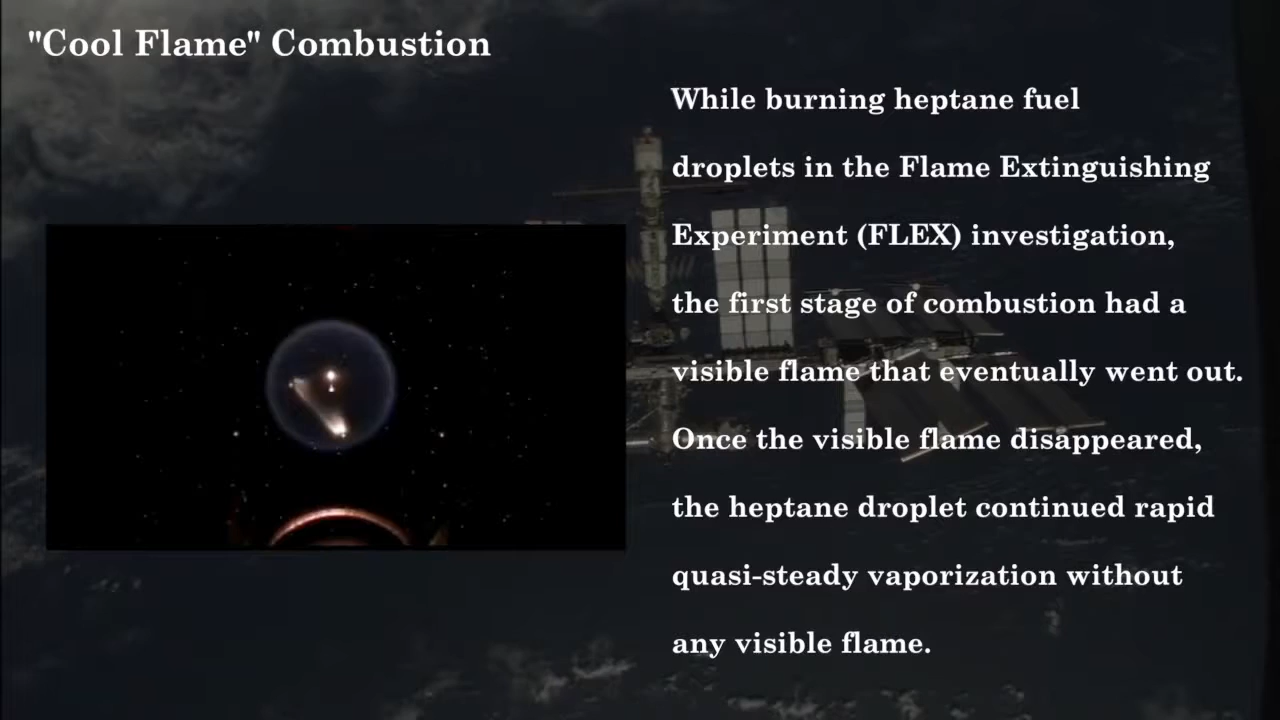 "Cool Flame" Combustion
While burning heptane fuel
droplets in the Flame Extinguishing
Experiment (FLEX) investigation,
the first stage of combustion had a
visible flame that eventually went out.
Once the visible flame disappeared,
the heptane droplet continued rapid
quasi-steady vaporization without
any visible flame.